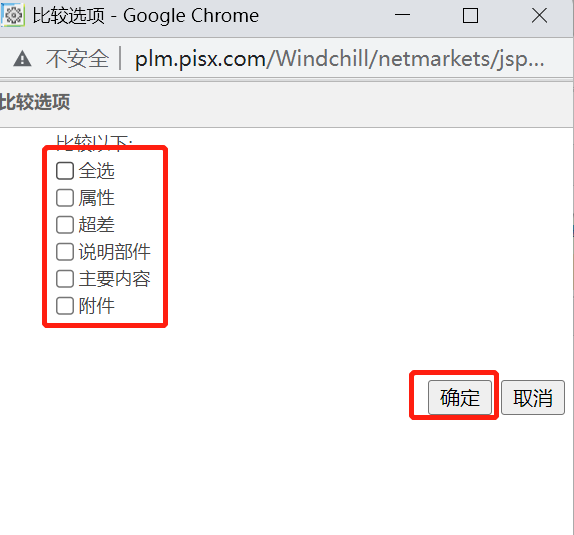 比较选项 - Google Chrome
不安全 | plm.pisx.com/Windchill/netmarkets/jsp...
比较选项
比较以下:
全选
属性
超差
说明部件
主要内容
附件
确定 取消